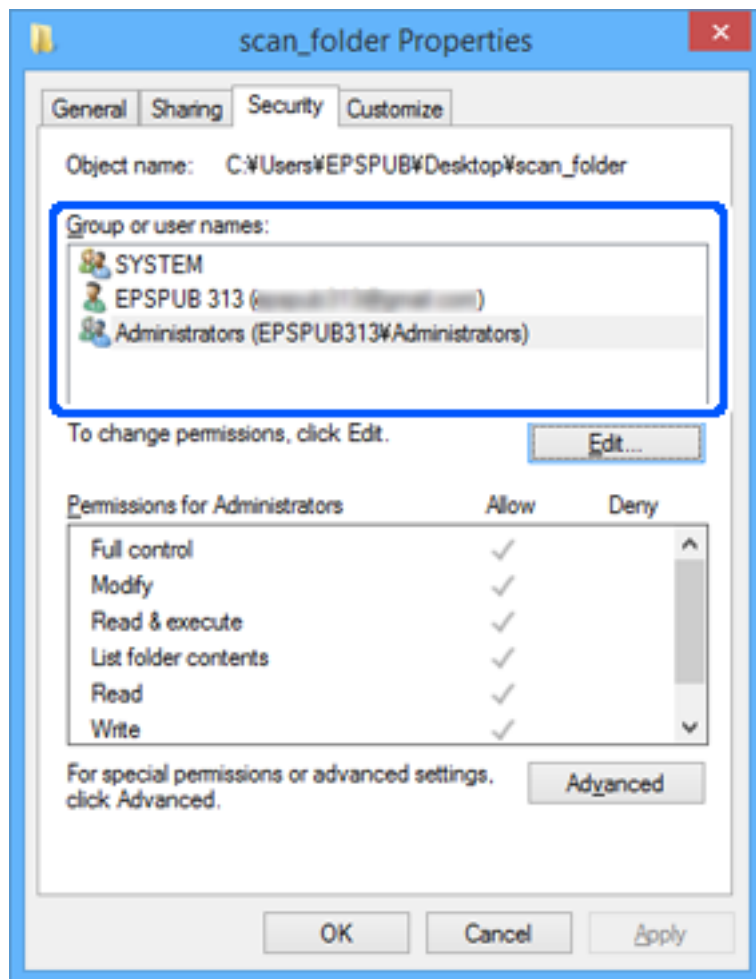 scan_folder Properties
General Sharing Security Customize
Object name: C:¥Users¥EPSPUB¥Desktop¥scan_folder
Group or user names:
SYSTEM
EPSPUB 313 ( )
Administrators (EPSPUB313¥Administrators)
To change permissions, click Edit.
Edit...
Permissions for Administrators Allow Deny
Full control
Modify
Read & execute
List folder contents
Read
Write
For special permissions or advanced settings,
click Advanced.
Advanced
OK Cancel Apply